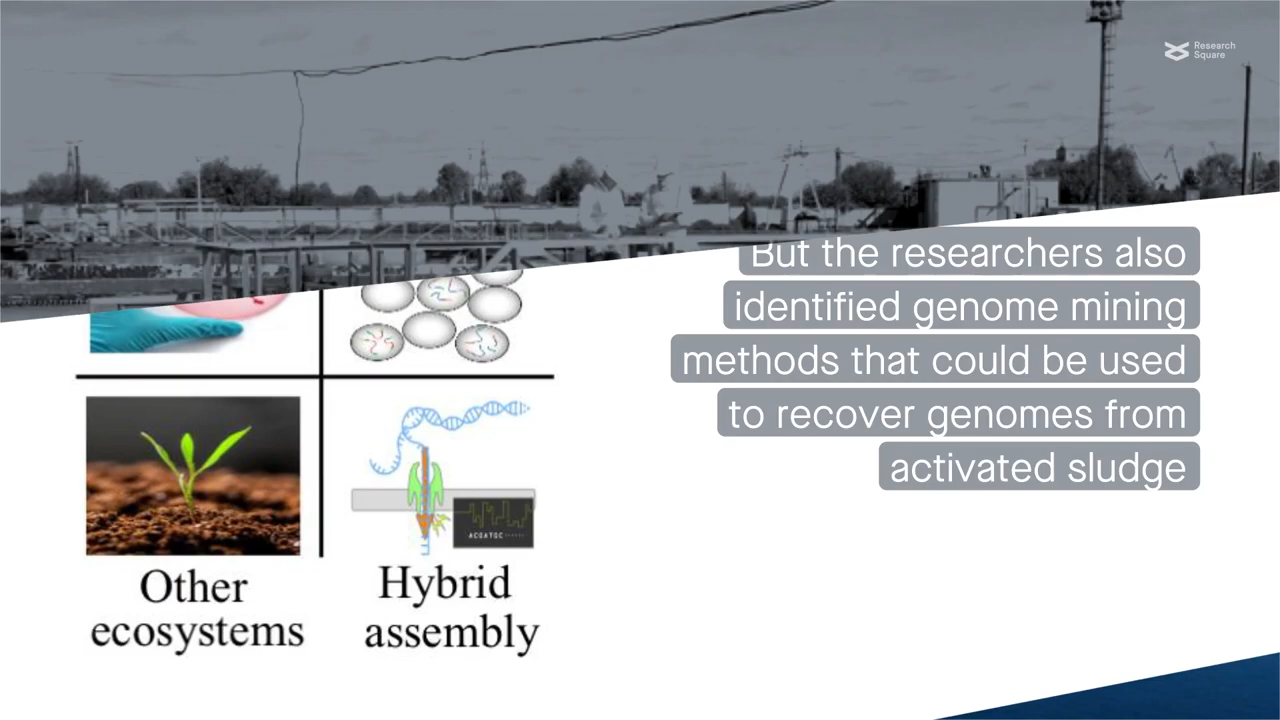 Research
Square
But the researchers also
identified genome mining
methods that could be used
to recover genomes from
activated sludge
ACGATGC
Other
ecosystems
Hybrid
assembly